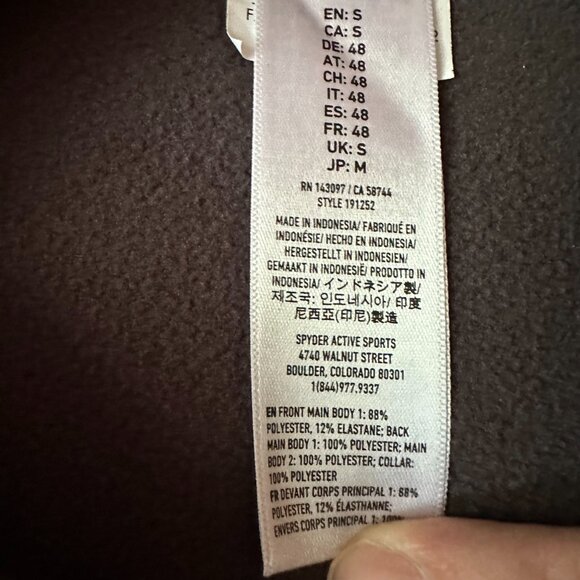 F
EN: S
CA: S
DE: 48
AT: 48
CH: 48
IT: 48
ES: 48
FR: 48
UK: S
JP: M
RN 143097 / CA 58744
STYLE 191252
MADE IN INDONESIA/ FABRIQUÉ EN
INDONÉSIE/ HECHO EN INDONESIA/
HERGESTELLT IN INDONESIEN/
GEMAAKT IN INDONESIË/ PRODOTTO IN
INDONESIA/ インドネシア製/
제조국: 인도네시아/ 印度
尼西亞(印尼)製造
SPYDER ACTIVE SPORTS
4740 WALNUT STREET
BOULDER, COLORADO 80301
1(844)977.9337
EN FRONT MAIN BODY 1: 88%
POLYESTER, 12% ELASTANE; BACK
MAIN BODY 1: 100% POLYESTER; MAIN
BODY 2: 100% POLYESTER; COLLAR:
100% POLYESTER
FR DEVANT CORPS PRINCIPAL 1: 88%
POLYESTER, 12% ÉLASTHANNE;
ENVERS CORPS PRINCIPAL 1: 100%